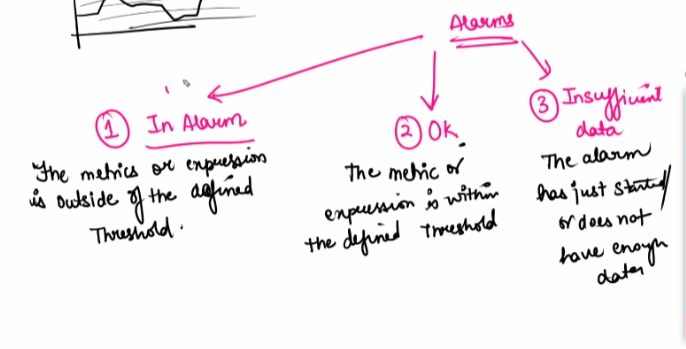 Alarms
① In Alarm
The metrics or expression
is outside of the defined
Threshold.
② OK
The metric or
expression is within
the defined Threshold
③ Insufficient
data
The alarm
has just started
or does not
have enough
data